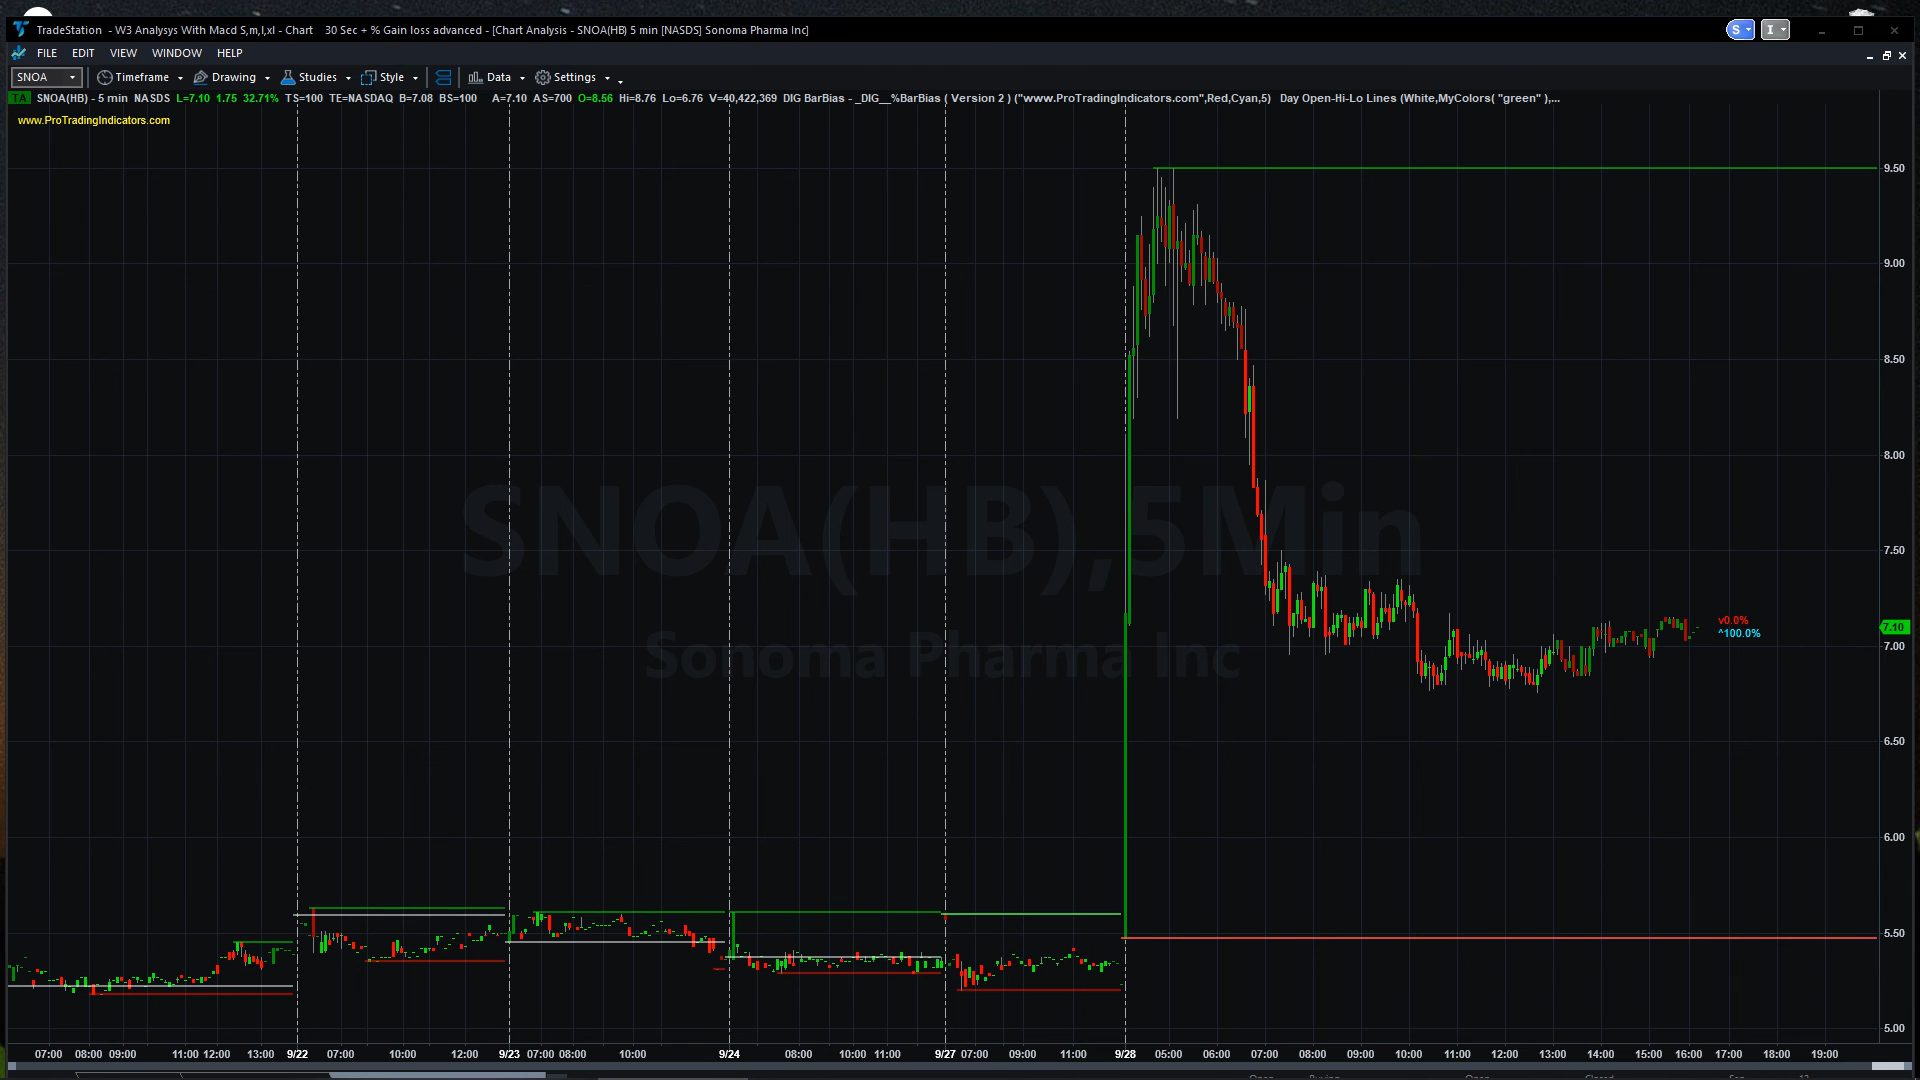 TradeStation - W3 Analysys With Macd S,m,l,xl - Chart 30 Sec + % Gain loss advanced - [Chart Analysis - SNOA(HB) 5 min [NASDS] Sonoma Pharma Inc]
S I
FILE EDIT VIEW WINDOW HELP
SNOA Timeframe Drawing Studies Style Data Settings
TA SNOA(HB) - 5 min NASDS L=7.10 1.75 32.71% TS=100 TE=NASDAQ B=7.08 BS=100 A=7.10 AS=700 O=8.56 Hi=8.76 Lo=6.76 V=40,422,369 DIG BarBias - _DIG__%BarBias ( Version 2 ) ("www.ProTradingIndicators.com",Red,Cyan,5) Day Open-Hi-Lo Lines (White,MyColors( "green" ),...
www.ProTradingIndicators.com
9.50
9.00
8.50
8.00
SNOA(HB),5Min
7.50
v0.0%
7.10
^100.0%
7.00
Sonoma Pharma Inc
6.50
6.00
5.50
5.00
07:00 08:00 09:00 11:00 12:00 13:00 9/22 07:00 10:00 12:00 9/23 07:00 08:00 10:00 9/24 08:00 10:00 11:00 9/27 07:00 09:00 11:00 9/28 05:00 06:00 07:00 08:00 09:00 10:00 11:00 12:00 13:00 14:00 15:00 16:00 17:00 18:00 19:00